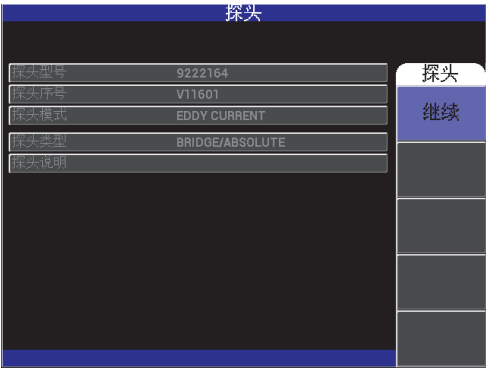 探头
探头型号 9222164
探头序号 V11601
探头模式 EDDY CURRENT
探头类型 BRIDGE/ABSOLUTE
探头说明
探头
继续